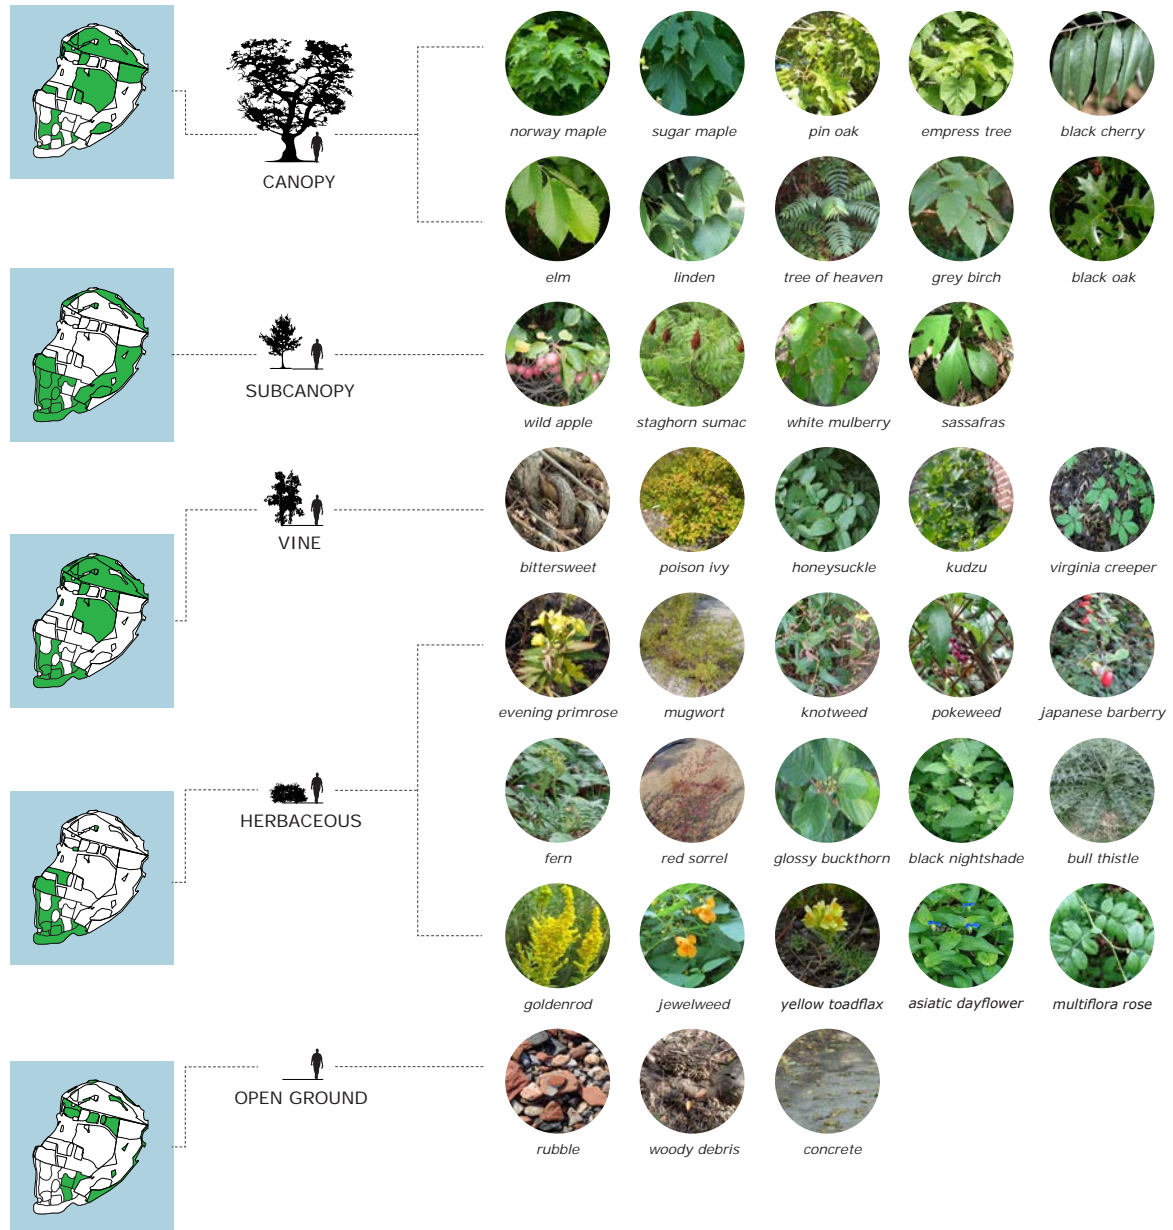 norway maple
sugar maple
pin oak
empress tree
black cherry
CANOPY
elm
linden
tree of heaven
grey birch
black oak
SUBCANOPY
wild apple
staghorn sumac
white mulberry
sassafras
VINE
bittersweet
poison ivy
honeysuckle
kudzu
virginia creeper
evening primrose
mugwort
knotweed
pokeweed
japanese barberry
HERBACEOUS
fern
red sorrel
glossy buckthorn
black nightshade
bull thistle
goldenrod
jewelweed
yellow toadflax
asiatic dayflower
multiflora rose
OPEN GROUND
rubble
woody debris
concrete